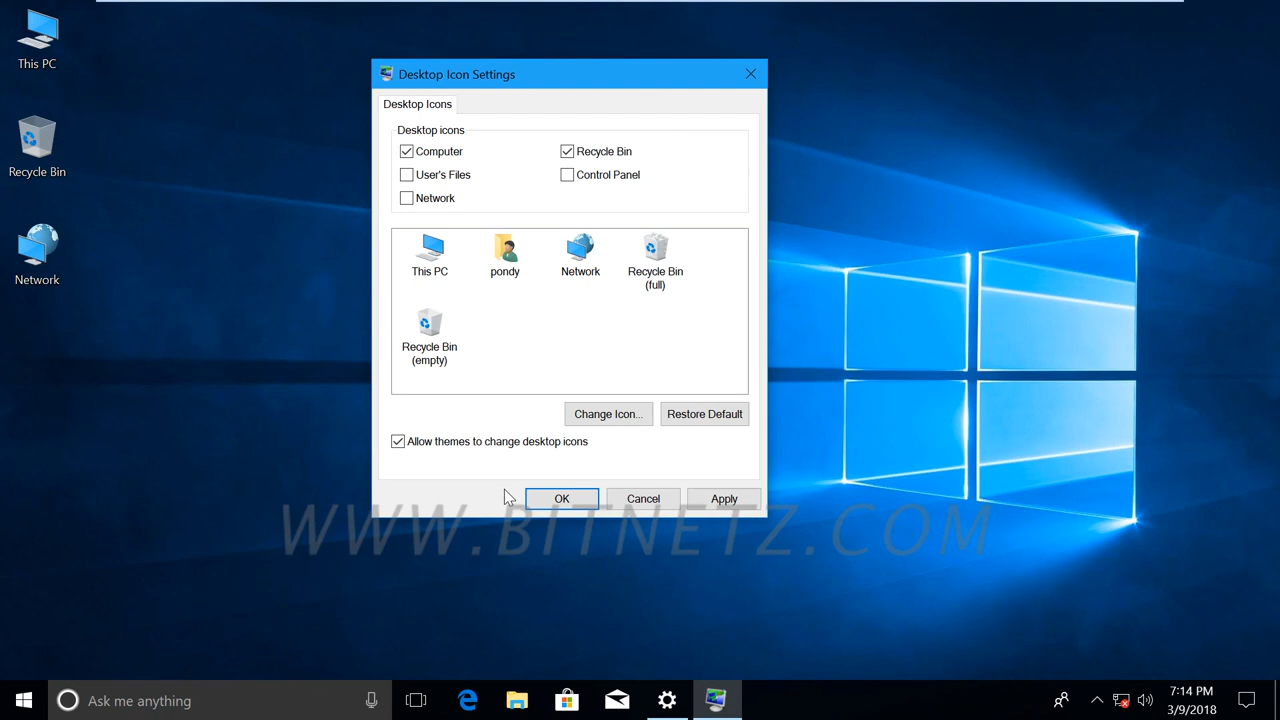 This PC
Recycle Bin
Network
Desktop Icon Settings
Desktop Icons
Desktop icons
Computer
Recycle Bin
User's Files
Control Panel
Network
This PC
pondy
Network
Recycle Bin
(full)
Recycle Bin
(empty)
Change Icon...
Restore Default
Allow themes to change desktop icons
OK
Cancel
Apply
WWW.BITNETZ.COM
Ask me anything
7:14 PM
3/9/2018